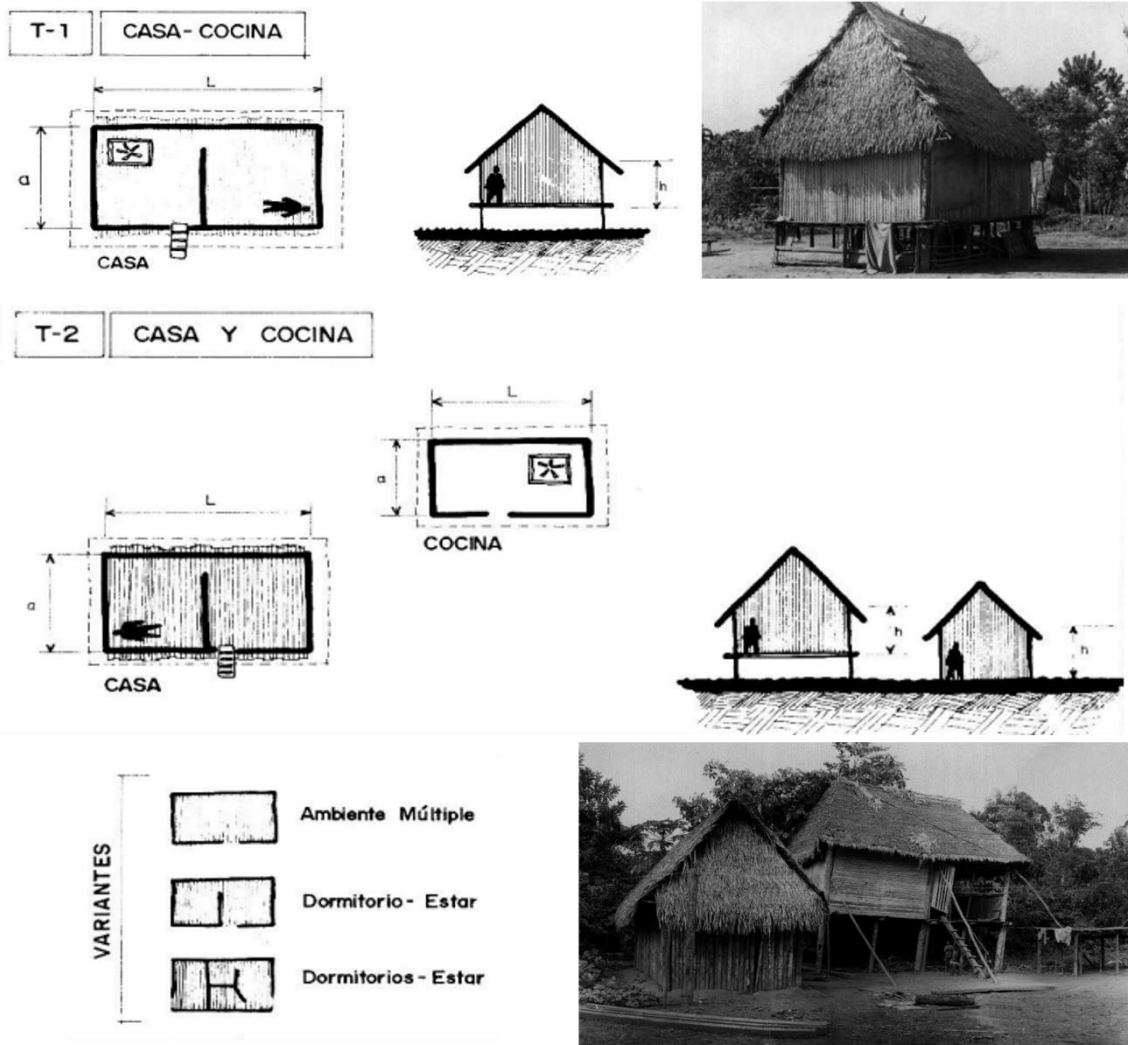 T-1 CASA-COCINA
L
a
h
CASA
T-2 CASA Y COCINA
L
a
COCINA
L
a
CASA
h
h
VARIANTES
Ambiente Múltiple
Dormitorio - Estar
Dormitorios - Estar